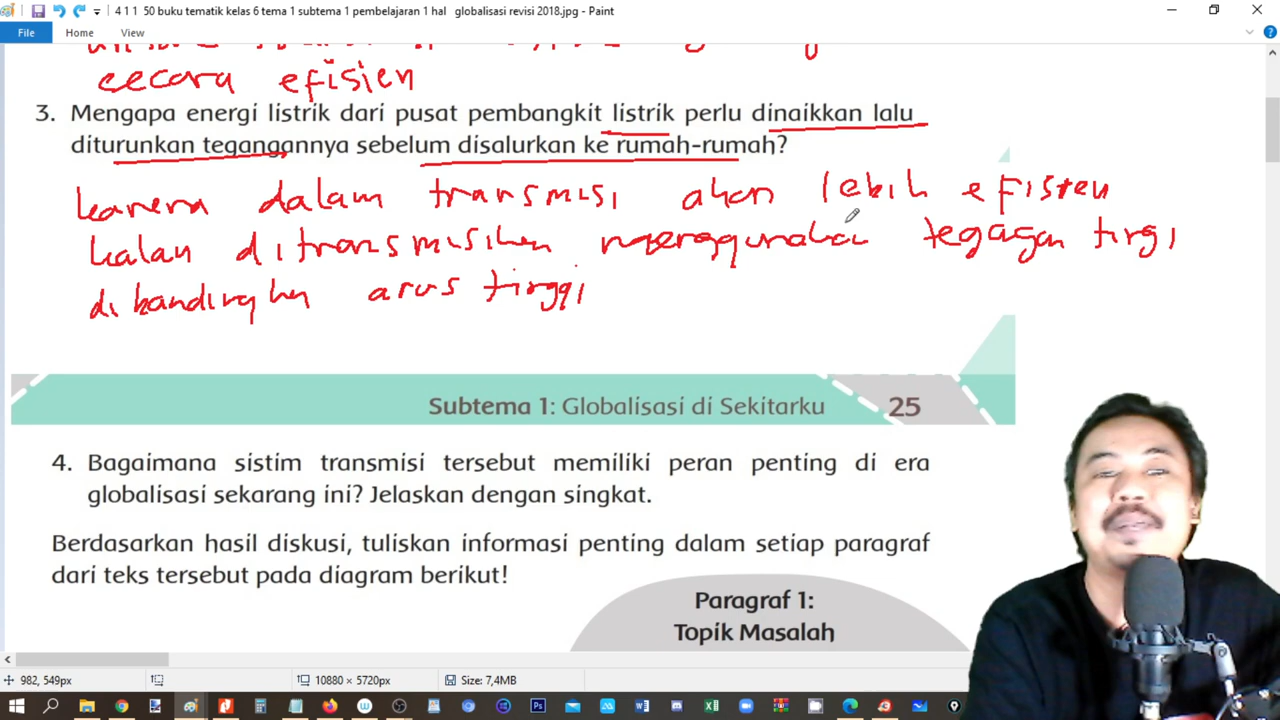 4 1 1 50 buku tematik kelas 6 tema 1 subtema 1 pembelajaran 1 hal globalisasi revisi 2018.jpg - Paint
File Home View
secara efisien
3. Mengapa energi listrik dari pusat pembangkit listrik perlu dinaikkan lalu
diturunkan tegangannya sebelum disalurkan ke rumah-rumah?
karena dalam transmisi akan lebih efisien
kalau ditransmisikan menggunakan tegagan tinggi
dibandingkan arus tinggi
Subtema 1: Globalisasi di Sekitarku 25
4. Bagaimana sistim transmisi tersebut memiliki peran penting di era
globalisasi sekarang ini? Jelaskan dengan singkat.
Berdasarkan hasil diskusi, tuliskan informasi penting dalam setiap paragraf
dari teks tersebut pada diagram berikut!
Paragraf 1:
Topik Masalah
982, 549px 10880 × 5720px Size: 7,4MB